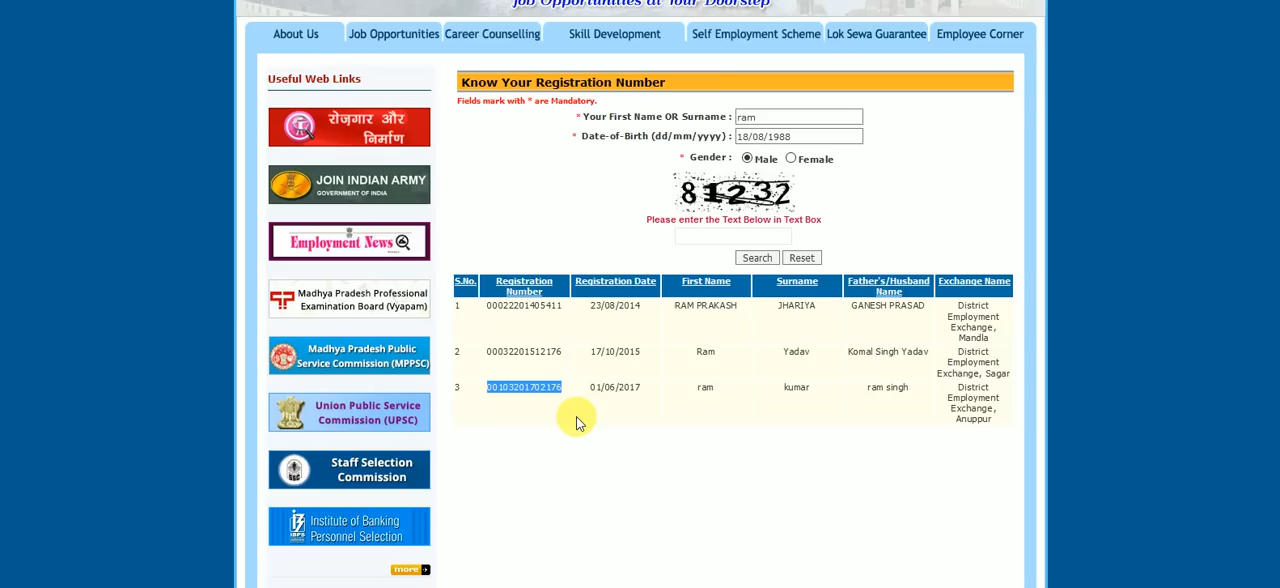 Job Opportunities at Your Doorstep
About Us Job Opportunities Career Counselling Skill Development Self Employment Scheme Lok Sewa Guarantee Employee Corner
Useful Web Links
रोज़गार और
निर्माण
JOIN INDIAN ARMY
GOVERNMENT OF INDIA
Employment News
Madhya Pradesh Professional
Examination Board (Vyapam)
Madhya Pradesh Public
Service Commission (MPPSC)
Union Public Service
Commission (UPSC)
Staff Selection
Commission
Institute of Banking
Personnel Selection
IBPS
more
Know Your Registration Number
Fields mark with * are Mandatory.
* Your First Name OR Surname : ram
* Date-of-Birth (dd/mm/yyyy) : 18/08/1988
* Gender : Male Female
81232
Please enter the Text Below in Text Box
Search Reset
S.No. Registration Number Registration Date First Name Surname Father's/Husband Name Exchange Name
1 00022201405411 23/08/2014 RAM PRAKASH JHARIYA GANESH PRASAD District Employment Exchange, Mandla
2 00032201512176 17/10/2015 Ram Yadav Komal Singh Yadav District Employment Exchange, Sagar
3 00103201702176 01/06/2017 ram kumar ram singh District Employment Exchange, Anuppur